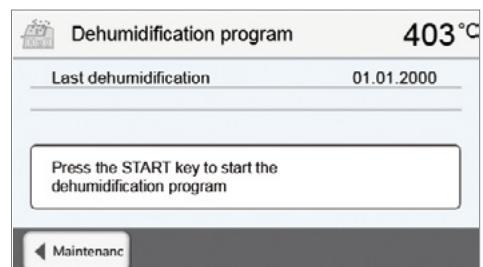 Dehumidification program 403°C
Last dehumidification 01.01.2000
Press the START key to start the
dehumidification program
Maintenanc